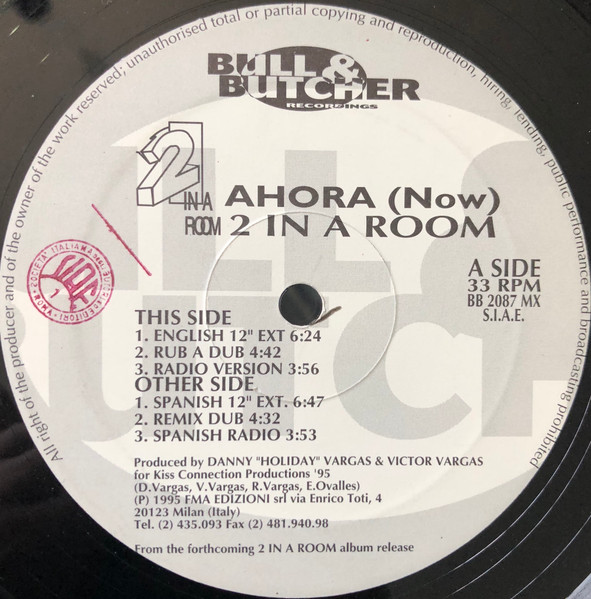 All right of the producer and of the owner of the work reserved; unauthorised total or partial copying and reproduction, hiring, lending, public performance and broadcasting prohibited
BULL &
BUTCHER
RECORDINGS
2
IN-A
ROOM
AHORA (Now)
2 IN A ROOM
A SIDE
33 RPM
BB 2087 MX
S.I.A.E.
THIS SIDE
1. ENGLISH 12" EXT 6:24
2. RUB A DUB 4:42
3. RADIO VERSION 3:56
OTHER SIDE
1. SPANISH 12" EXT. 6:47
2. REMIX DUB 4:32
3. SPANISH RADIO 3:53
Produced by DANNY "HOLIDAY" VARGAS & VICTOR VARGAS
for Kiss Connection Productions '95
(D.Vargas, V.Vargas, R.Vargas, E.Ovalles)
(P) 1995 FMA EDIZIONI srl via Enrico Toti, 4
20123 Milan (Italy)
Tel. (2) 435.093 Fax (2) 481.940.98
From the forthcoming 2 IN A ROOM album release